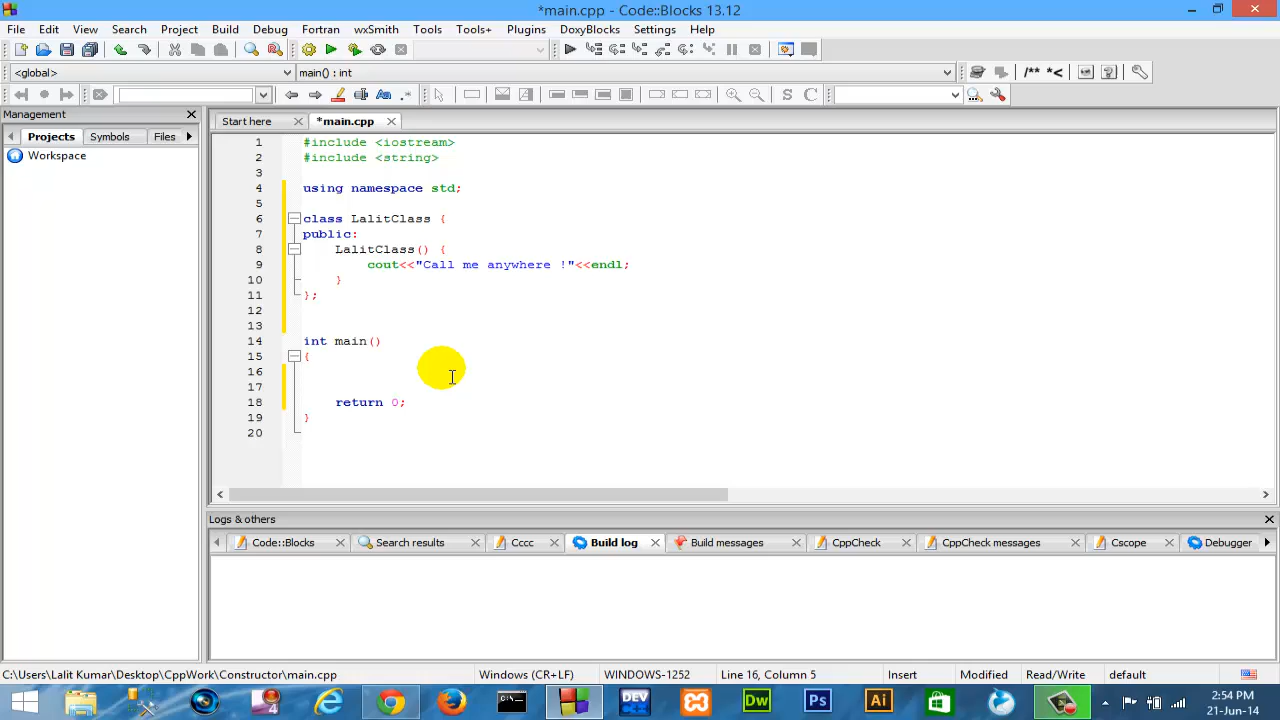 *main.cpp - Code::Blocks 13.12
File Edit View Search Project Build Debug Fortran wxSmith Tools Tools+ Plugins DoxyBlocks Settings Help
<global> main() : int
/** *<
Management
Projects Symbols Files
Workspace
Start here *main.cpp
1 #include <iostream>
2 #include <string>
3
4 using namespace std;
5
6 class LalitClass {
7 public:
8 LalitClass() {
9 cout<<"Call me anywhere !"<<endl;
10 }
11 };
12
13
14 int main()
15 {
16
17
18 return 0;
19 }
20
Logs & others
Code::Blocks Search results Cccc Build log Build messages CppCheck CppCheck messages Cscope Debugger
C:\Users\Lalit Kumar\Desktop\CppWork\Constructor\main.cpp Windows (CR+LF) WINDOWS-1252 Line 16, Column 5 Insert Modified Read/Write default
DEV Dw Ps Ai
2:54 PM
21-Jun-14